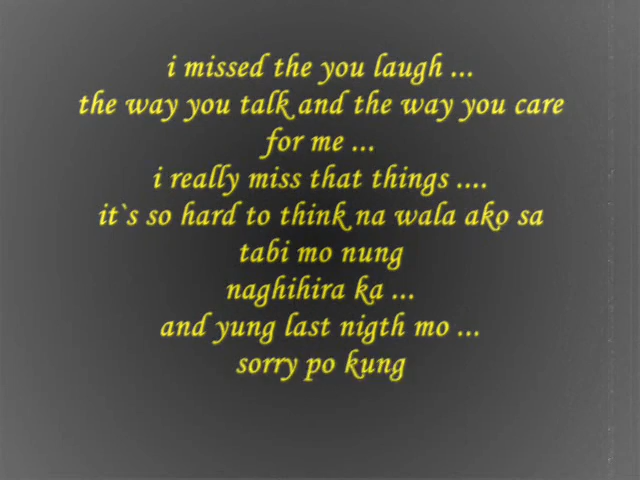 i missed the you laugh ...
the way you talk and the way you care
for me ...
i really miss that things ....
it`s so hard to think na wala ako sa
tabi mo nung
naghihira ka ...
and yung last nigth mo ...
sorry po kung